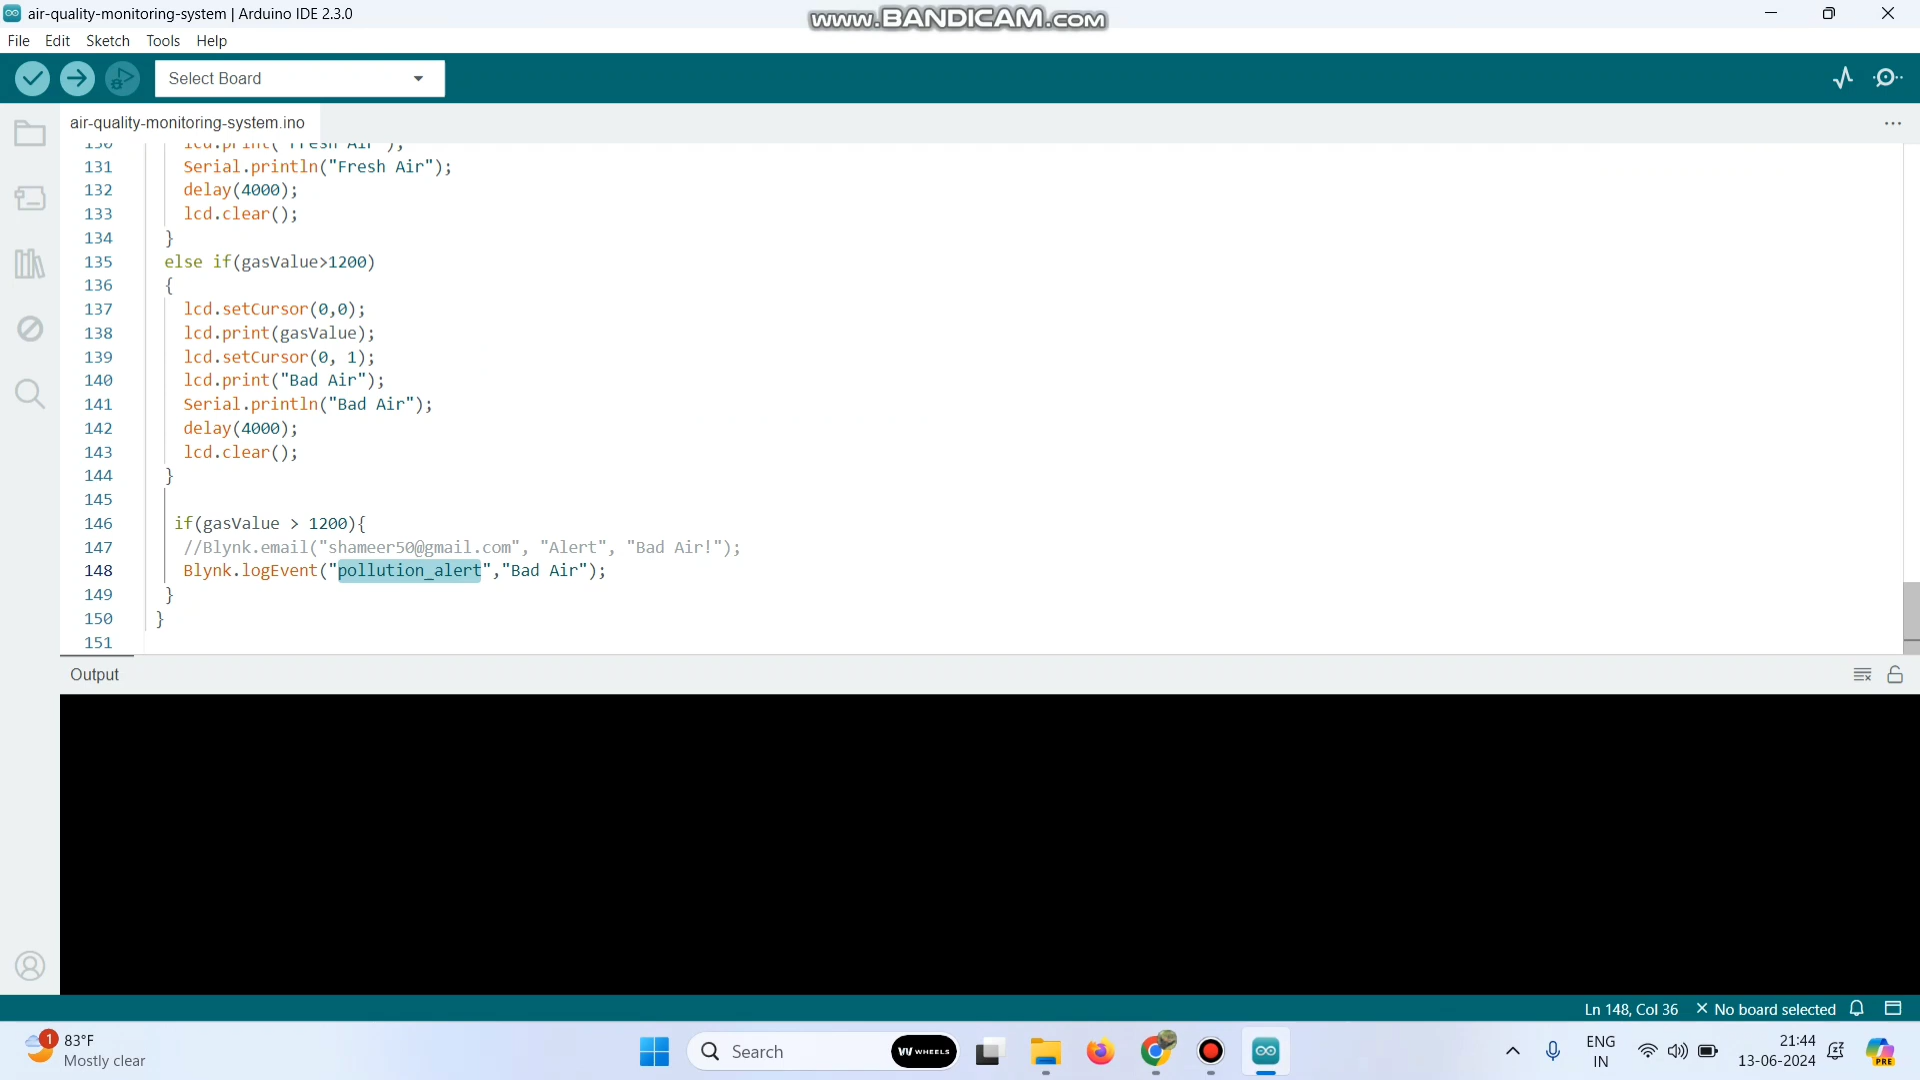 air-quality-monitoring-system | Arduino IDE 2.3.0
www.BANDICAM.com
File Edit Sketch Tools Help
Select Board
air-quality-monitoring-system.ino
130 lcd.print("Fresh Air");
131 Serial.println("Fresh Air");
132 delay(4000);
133 lcd.clear();
134 }
135 else if(gasValue>1200)
136 {
137 lcd.setCursor(0,0);
138 lcd.print(gasValue);
139 lcd.setCursor(0, 1);
140 lcd.print("Bad Air");
141 Serial.println("Bad Air");
142 delay(4000);
143 lcd.clear();
144 }
145
146 if(gasValue > 1200){
147 //Blynk.email("shameer50@gmail.com", "Alert", "Bad Air!");
148 Blynk.logEvent("pollution_alert","Bad Air");
149 }
150 }
151
Output
Ln 148, Col 36 × No board selected
1 83°F
Mostly clear
Search
WHEELS
ENG
IN
21:44
13-06-2024
PRE